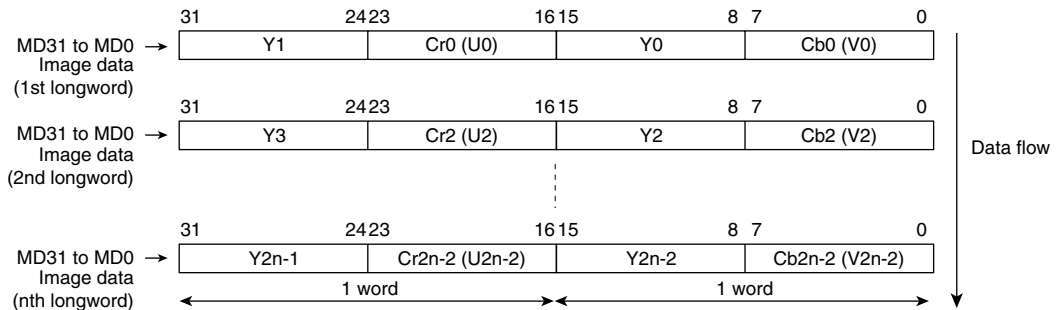 31 24 23 16 15 8 7 0
MD31 to MD0 Y1 Cr0 (U0) Y0 Cb0 (V0)
Image data
(1st longword)
31 24 23 16 15 8 7 0
MD31 to MD0 Y3 Cr2 (U2) Y2 Cb2 (V2)
Image data
(2nd longword)
Data flow
31 24 23 16 15 8 7 0
MD31 to MD0 Y2n-1 Cr2n-2 (U2n-2) Y2n-2 Cb2n-2 (V2n-2)
Image data
(nth longword) 1 word 1 word